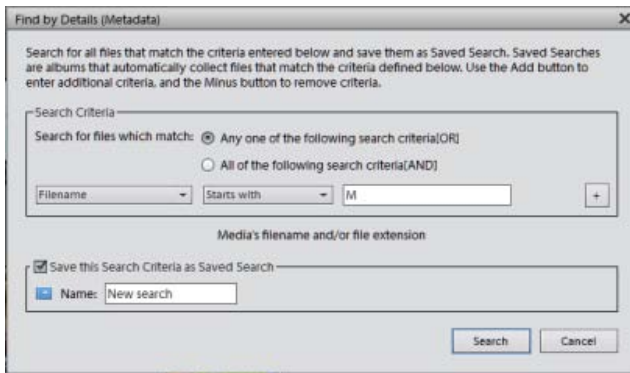 Find by Details (Metadata)
Search for all files that match the criteria entered below and save them as Saved Search. Saved Searches
are albums that automatically collect files that match the criteria defined below. Use the Add button to
enter additional criteria, and the Minus button to remove criteria.
Search Criteria
Search for files which match: Any one of the following search criteria[OR]
All of the following search criteria[AND]
Filename Starts with M +
Media's filename and/or file extension
Save this Search Criteria as Saved Search
Name: New search
Search Cancel